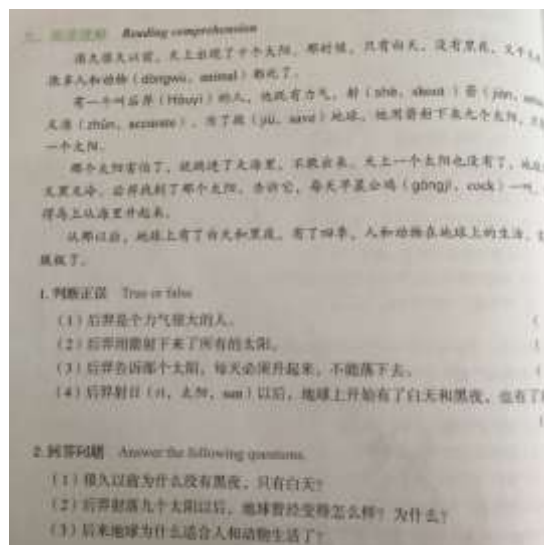 Reading comprehension
很久很久以前,天上出现了十个太阳,那时候,只有白天,没有黑夜,又
很多人和动物(dòngwù, animal)都死了。
有一个叫后羿(Hòuyì)的人,他很有力气,射(shè, shoot)箭(jiàn,
又准(zhǔn, accurate)。为了救(jiù, save)地球,他用箭射下来九个太阳,
一个太阳。
那个太阳害怕了,就跳进了大海里,不敢出来。天上一个太阳也没有了,
又黑又冷。后羿找到了那个太阳,告诉它,每天早晨公鸡(gōngjī, cock)一叫,
得马上从海里升起来。
从那以后,地球上有了白天和黑夜,有了四季,人和动物在地球上的生活,
1. 判断正误 True or false
(1)后羿是个力气很大的人。 (
(2)后羿用箭射下来了所有的太阳。 (
(3)后羿告诉那个太阳,每天必须升起来,不能落下去。 (
(4)后羿射日(rì, 太阳, sun)以后,地球上开始有了白天和黑夜,也有了
(
2. 回答问题 Answer the following questions.
(1)很久以前为什么没有黑夜,只有白天?
(2)后羿射落九个太阳以后,地球曾经变得怎么样?为什么?
(3)后来地球为什么适合人和动物生活了?